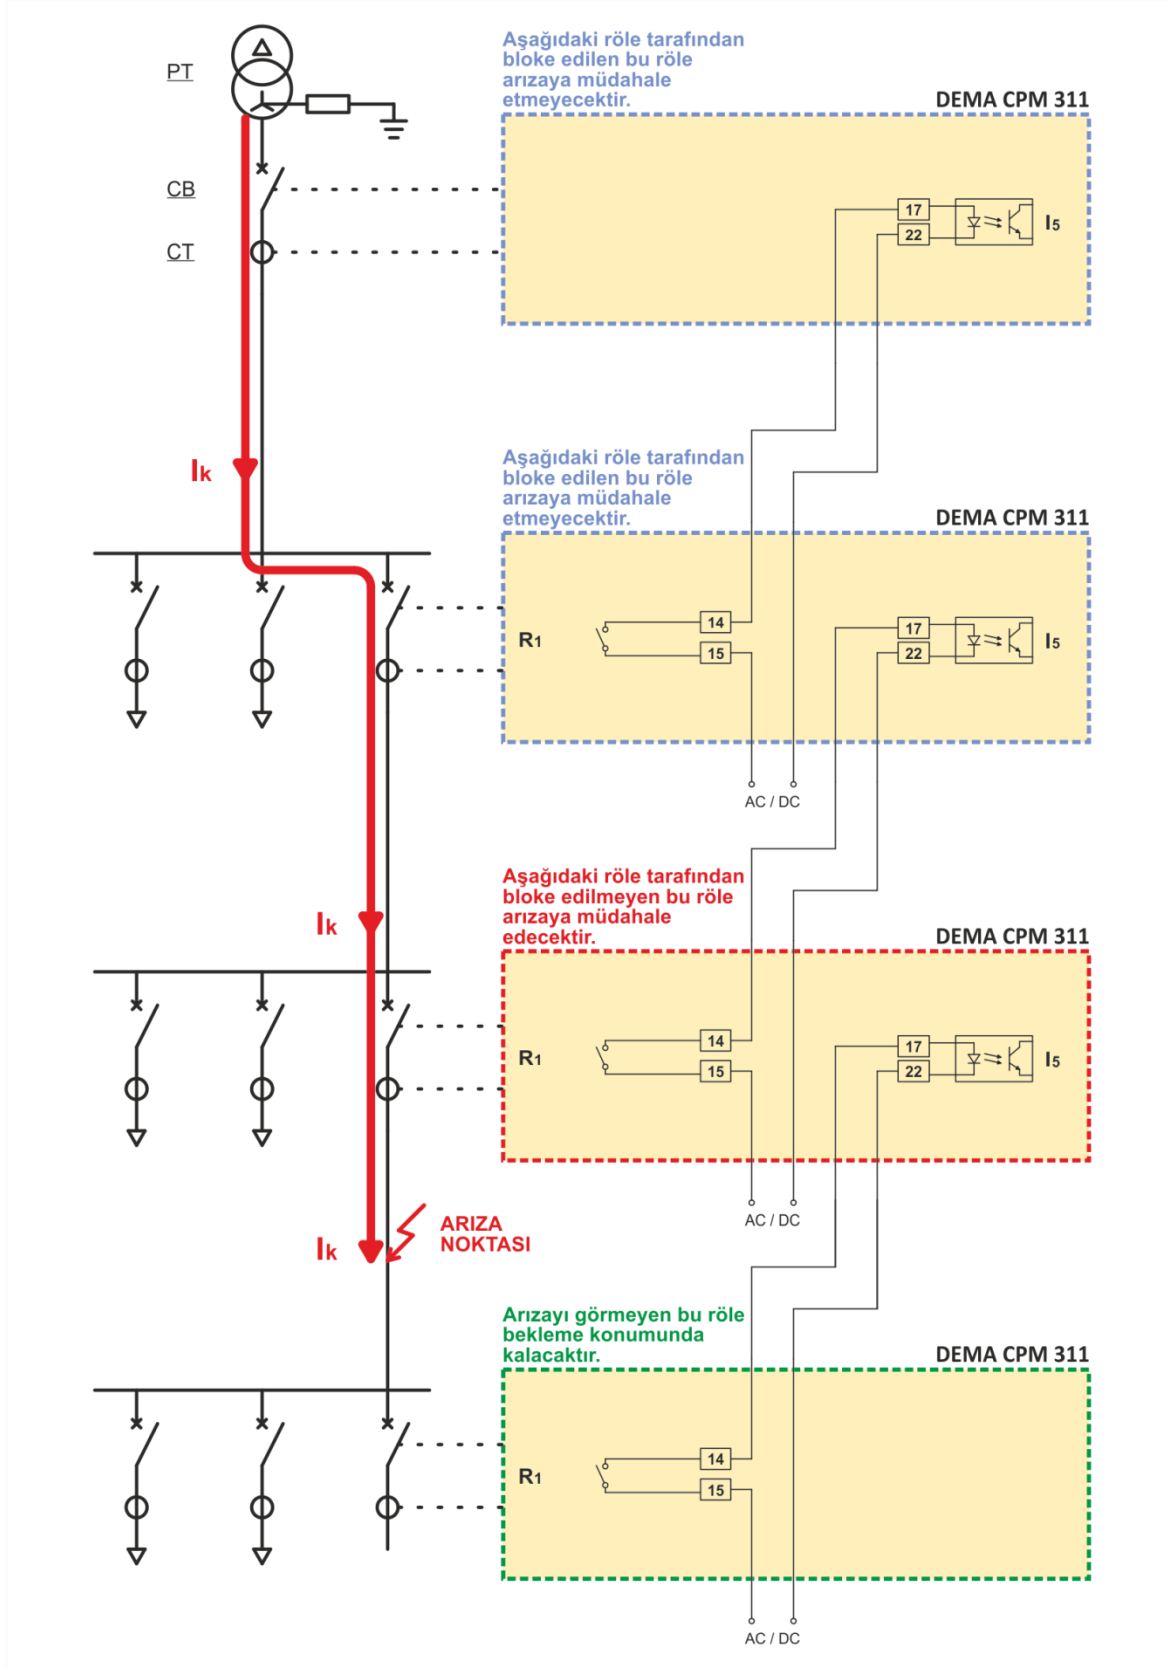 Aşağıdaki röle tarafından
bloke edilen bu röle
arızaya müdahale
etmeyecektir.
DEMA CPM 311
PT
CB
CT
17
22
I5
Ik
Aşağıdaki röle tarafından
bloke edilen bu röle
arızaya müdahale
etmeyecektir.
DEMA CPM 311
R1
14
15
17
22
I5
AC / DC
Aşağıdaki röle tarafından
bloke edilmeyen bu röle
arızaya müdahale
edecektir.
DEMA CPM 311
Ik
R1
14
15
17
22
I5
AC / DC
ARIZA
NOKTASI
Ik
Arızayı görmeyen bu röle
bekleme konumunda
kalacaktır.
DEMA CPM 311
R1
14
15
AC / DC